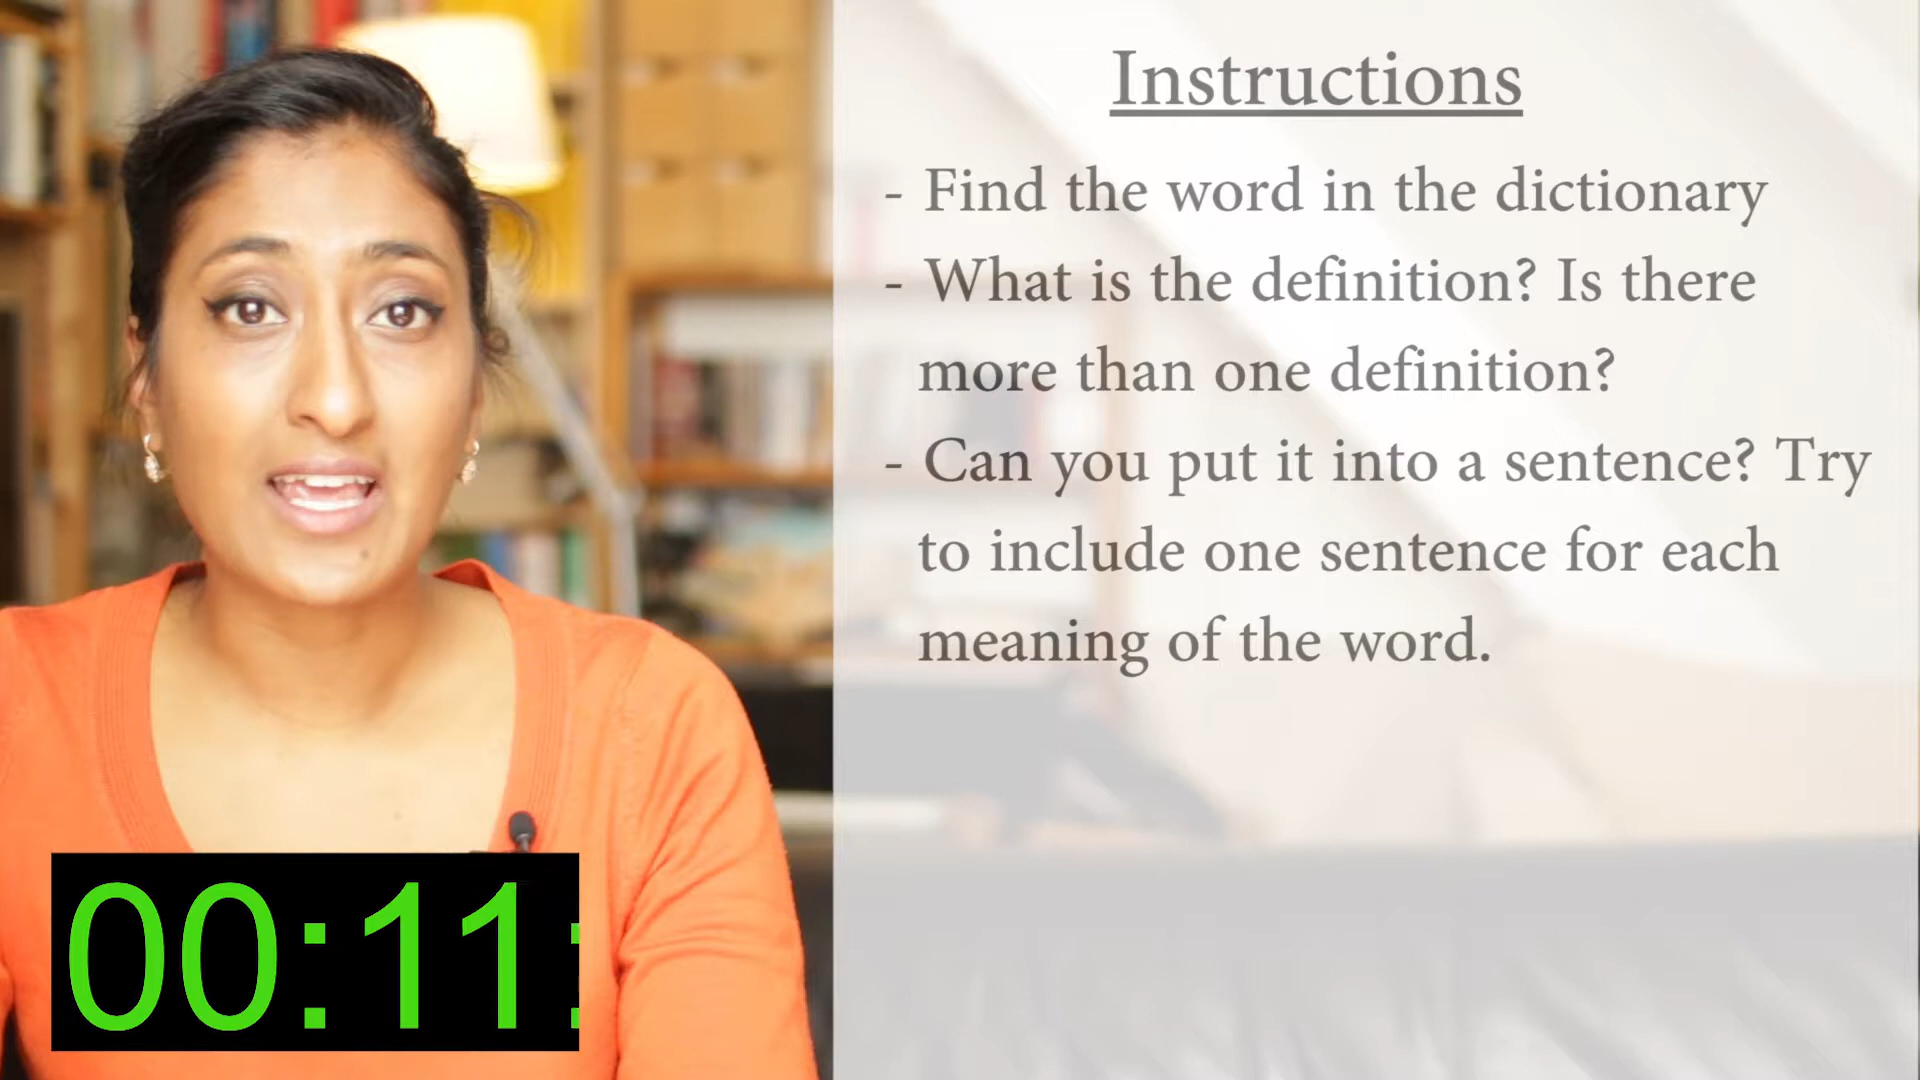 Instructions
- Find the word in the dictionary
- What is the definition? Is there
more than one definition?
- Can you put it into a sentence? Try
to include one sentence for each
meaning of the word.
00:11: